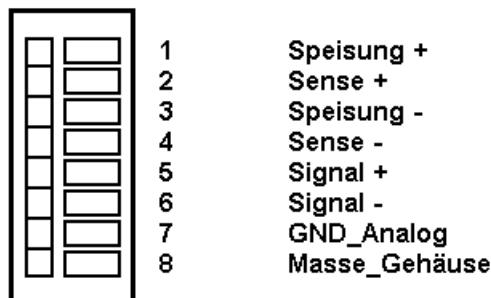 1 Speisung +
2 Sense +
3 Speisung -
4 Sense -
5 Signal +
6 Signal -
7 GND_Analog
8 Masse_Gehäuse